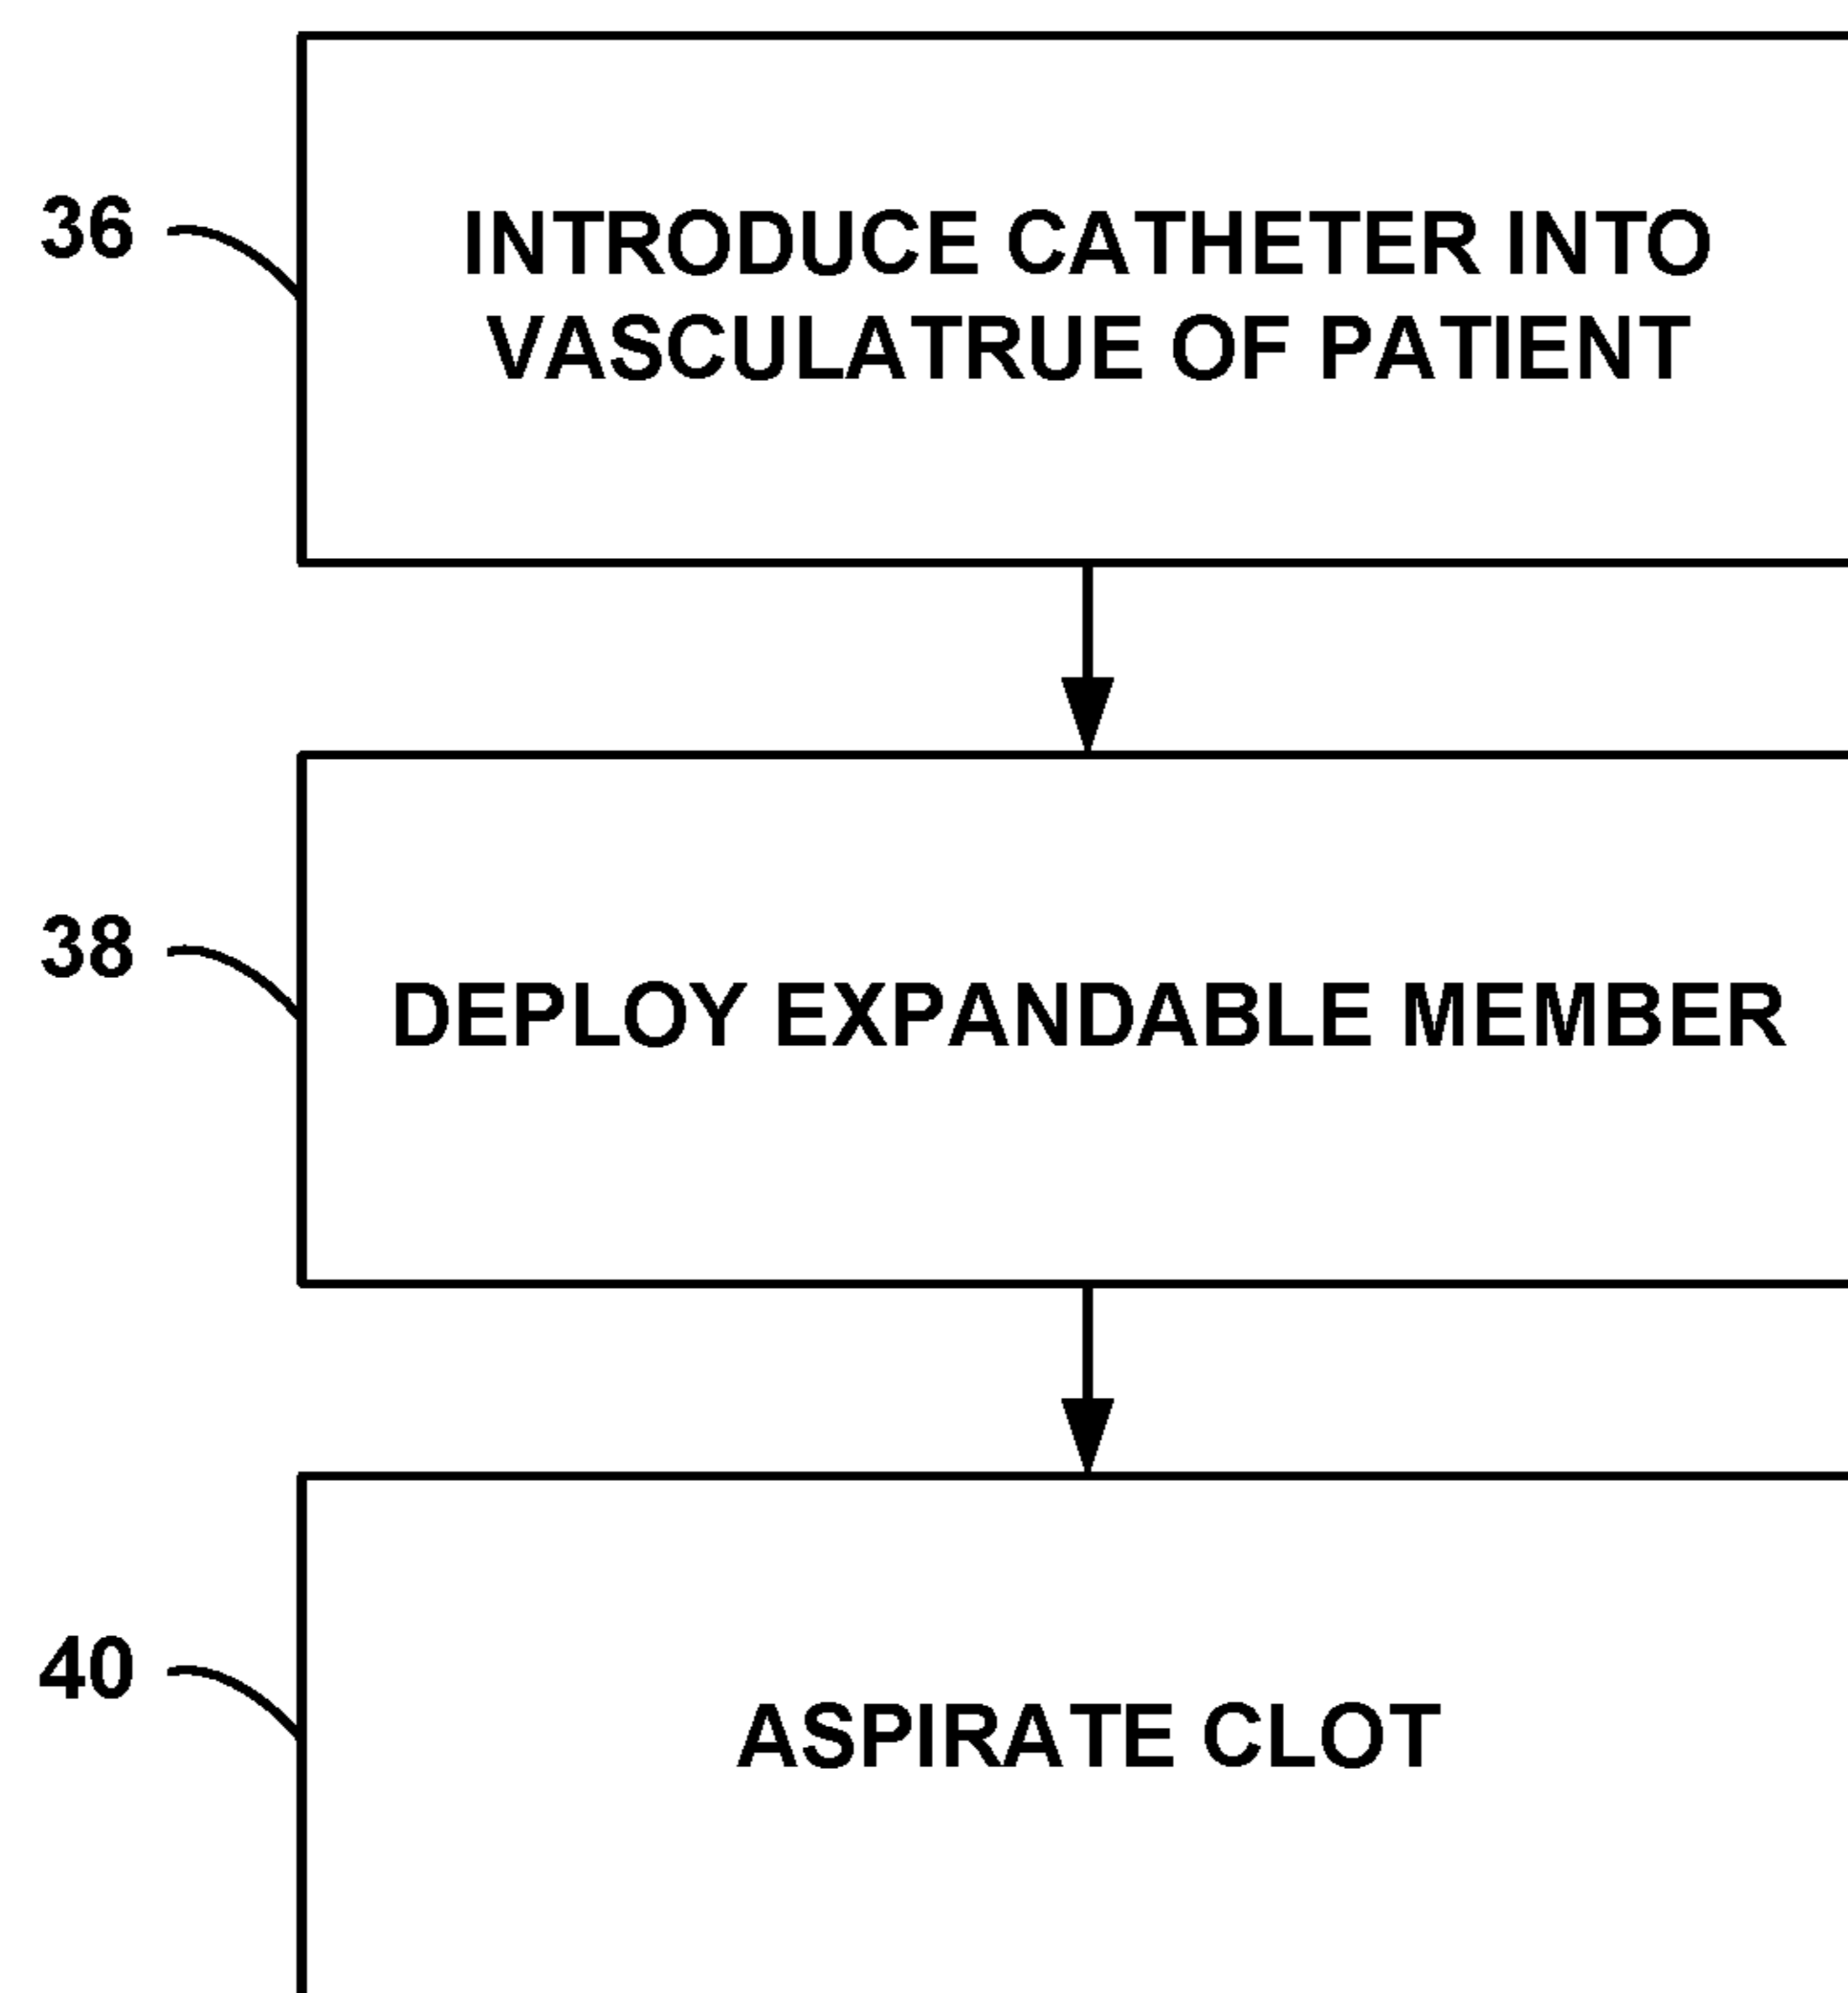 36
INTRODUCE CATHETER INTO
VASCULATRUE OF PATIENT
38
DEPLOY EXPANDABLE MEMBER
40
ASPIRATE CLOT